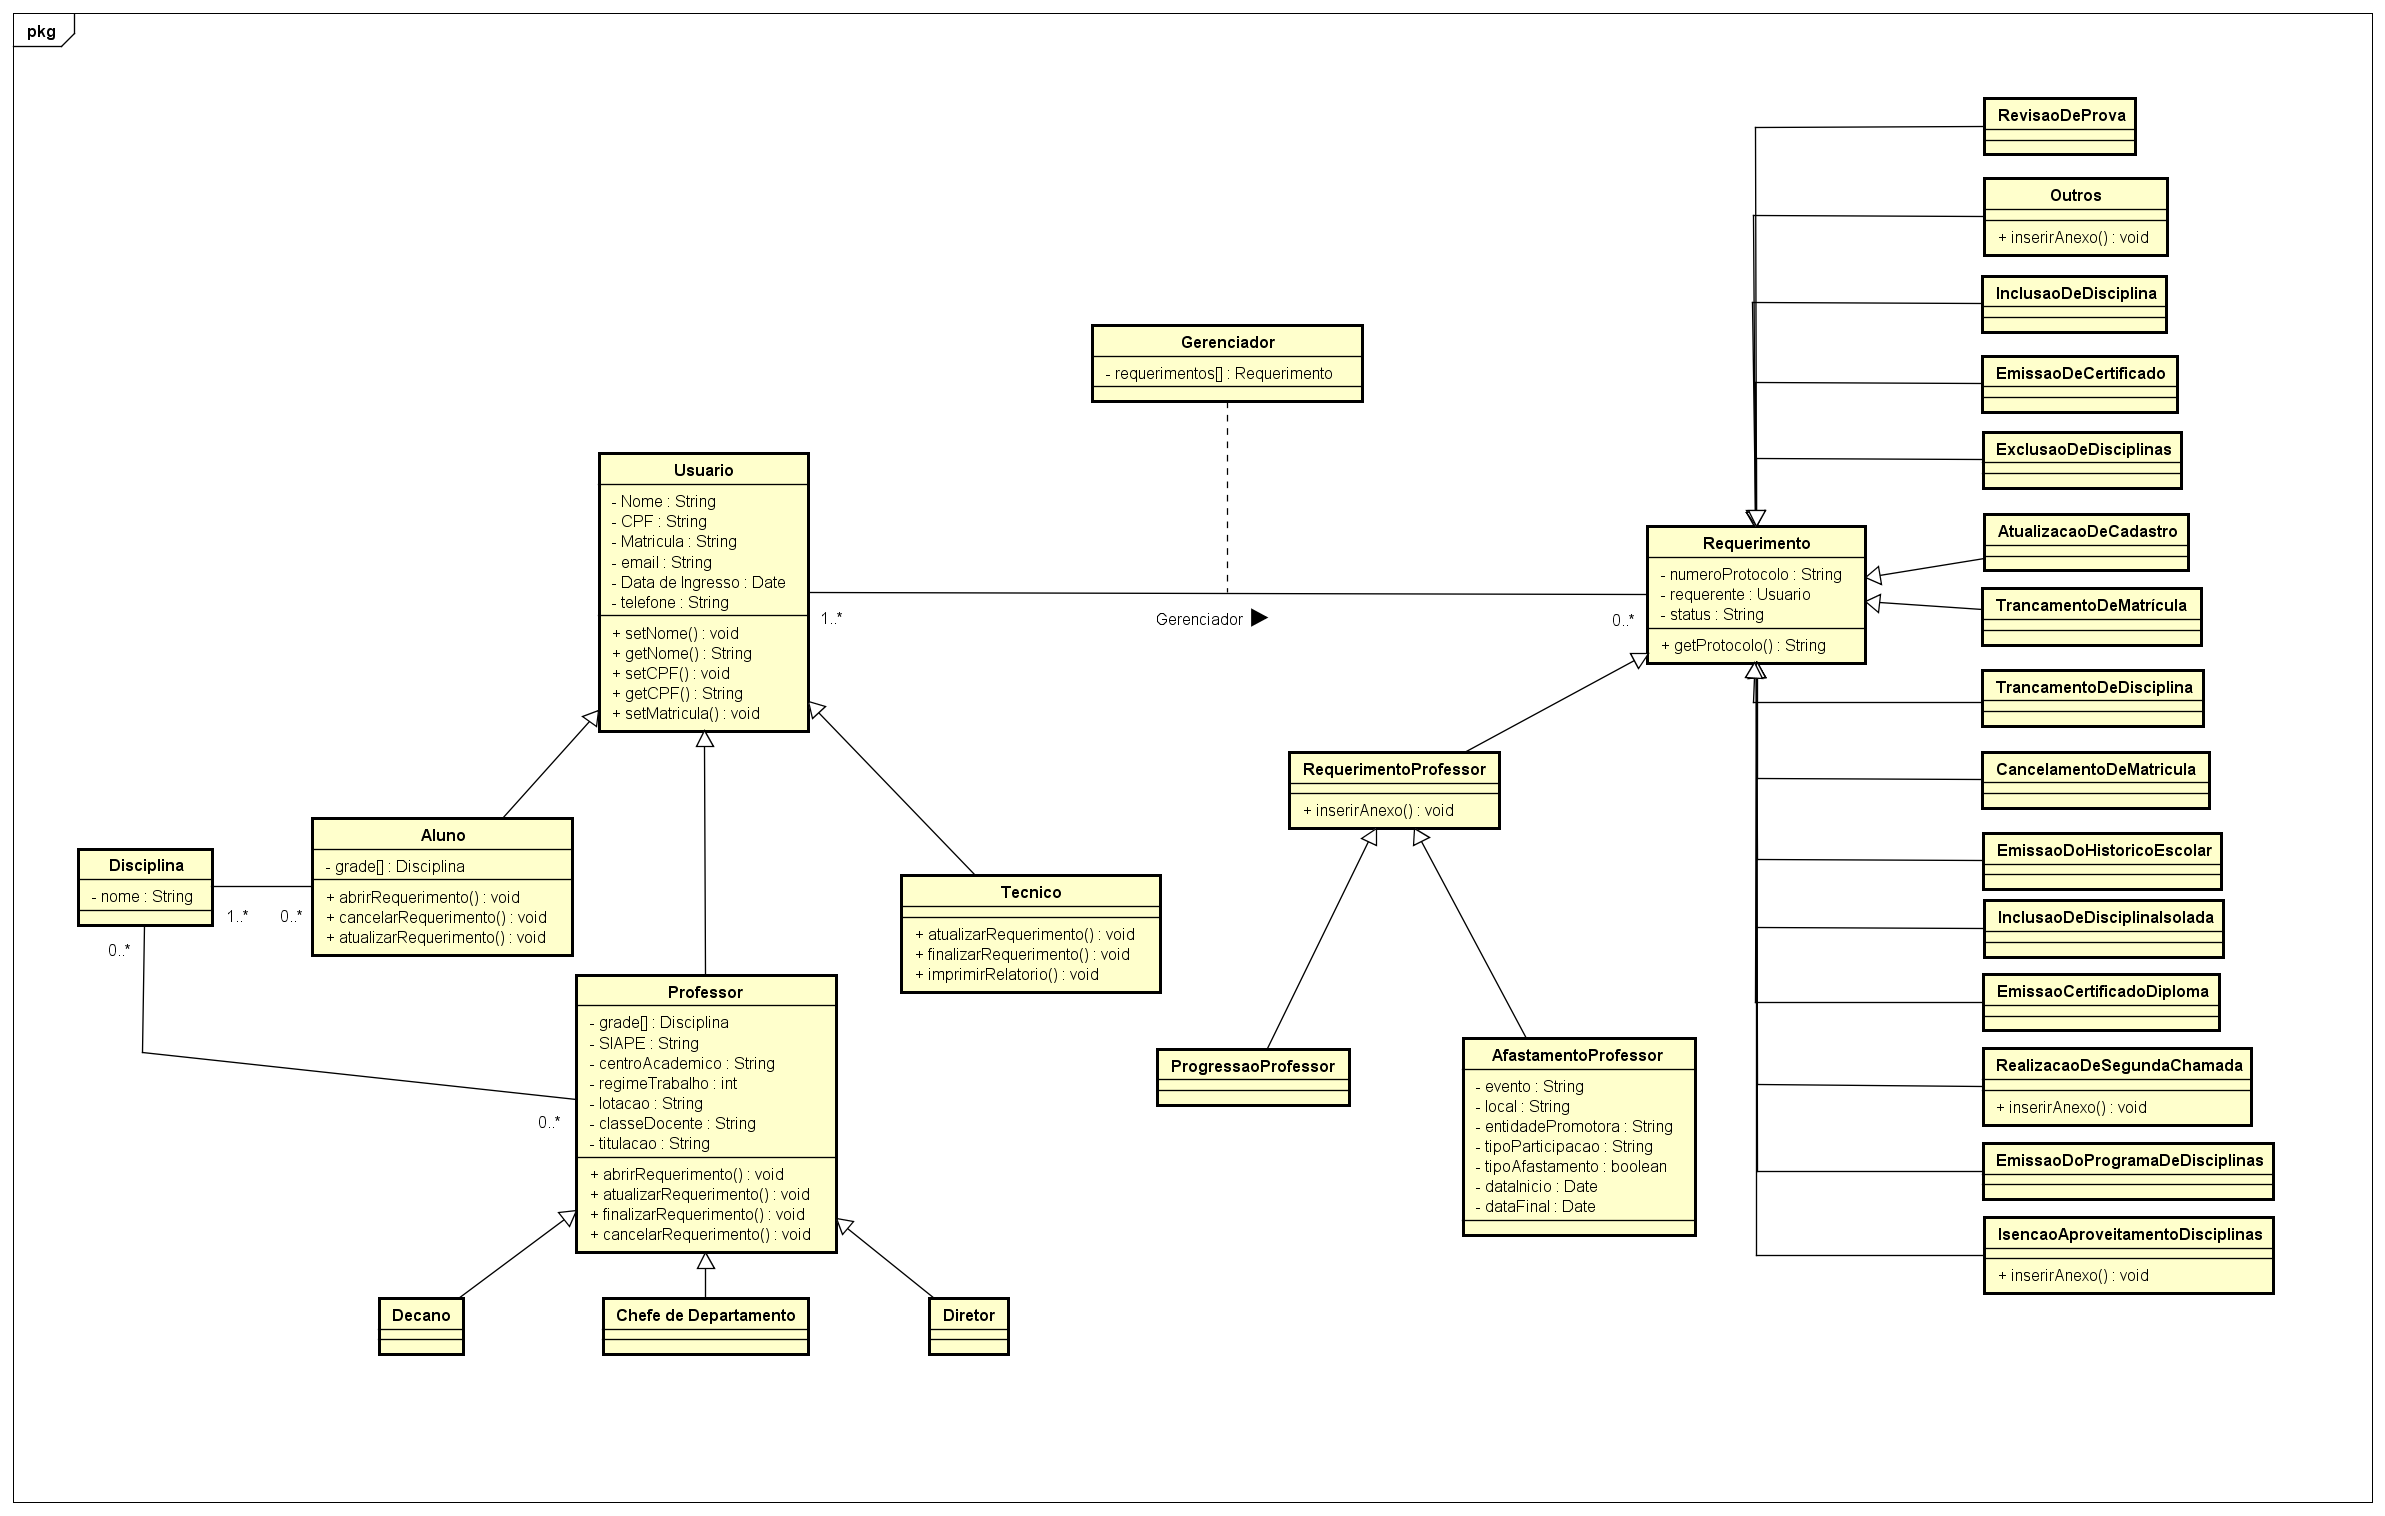 pkg
RevisaoDeProva
Outros
+ inserirAnexo() : void
InclusaoDeDisciplina
EmissaoDeCertificado
ExclusaoDeDisciplinas
AtualizacaoDeCadastro
TrancamentoDeMatrícula
TrancamentoDeDisciplina
CancelamentoDeMatricula
EmissaoDoHistoricoEscolar
InclusaoDeDisciplinaIsolada
EmissaoCertificadoDiploma
RealizacaoDeSegundaChamada
+ inserirAnexo() : void
EmissaoDoProgramaDeDisciplinas
IsencaoAproveitamentoDisciplinas
+ inserirAnexo() : void
Gerenciador
- requerimentos[] : Requerimento
Usuario
- Nome : String
- CPF : String
- Matricula : String
- email : String
- Data de Ingresso : Date
- telefone : String
+ setNome() : void
+ getNome() : String
+ setCPF() : void
+ getCPF() : String
+ setMatricula() : void
1..*
Gerenciador
0..*
Requerimento
- numeroProtocolo : String
- requerente : Usuario
- status : String
+ getProtocolo() : String
RequerimentoProfessor
+ inserirAnexo() : void
ProgressaoProfessor
AfastamentoProfessor
- evento : String
- local : String
- entidadePromotora : String
- tipoParticipacao : String
- tipoAfastamento : boolean
- dataInicio : Date
- dataFinal : Date
Disciplina
- nome : String
1..*
0..*
0..*
Aluno
- grade[] : Disciplina
+ abrirRequerimento() : void
+ cancelarRequerimento() : void
+ atualizarRequerimento() : void
Tecnico
+ atualizarRequerimento() : void
+ finalizarRequerimento() : void
+ imprimirRelatorio() : void
0..*
Professor
- grade[] : Disciplina
- SIAPE : String
- centroAcademico : String
- regimeTrabalho : int
- lotacao : String
- classeDocente : String
- titulacao : String
+ abrirRequerimento() : void
+ atualizarRequerimento() : void
+ finalizarRequerimento() : void
+ cancelarRequerimento() : void
Decano
Chefe de Departamento
Diretor